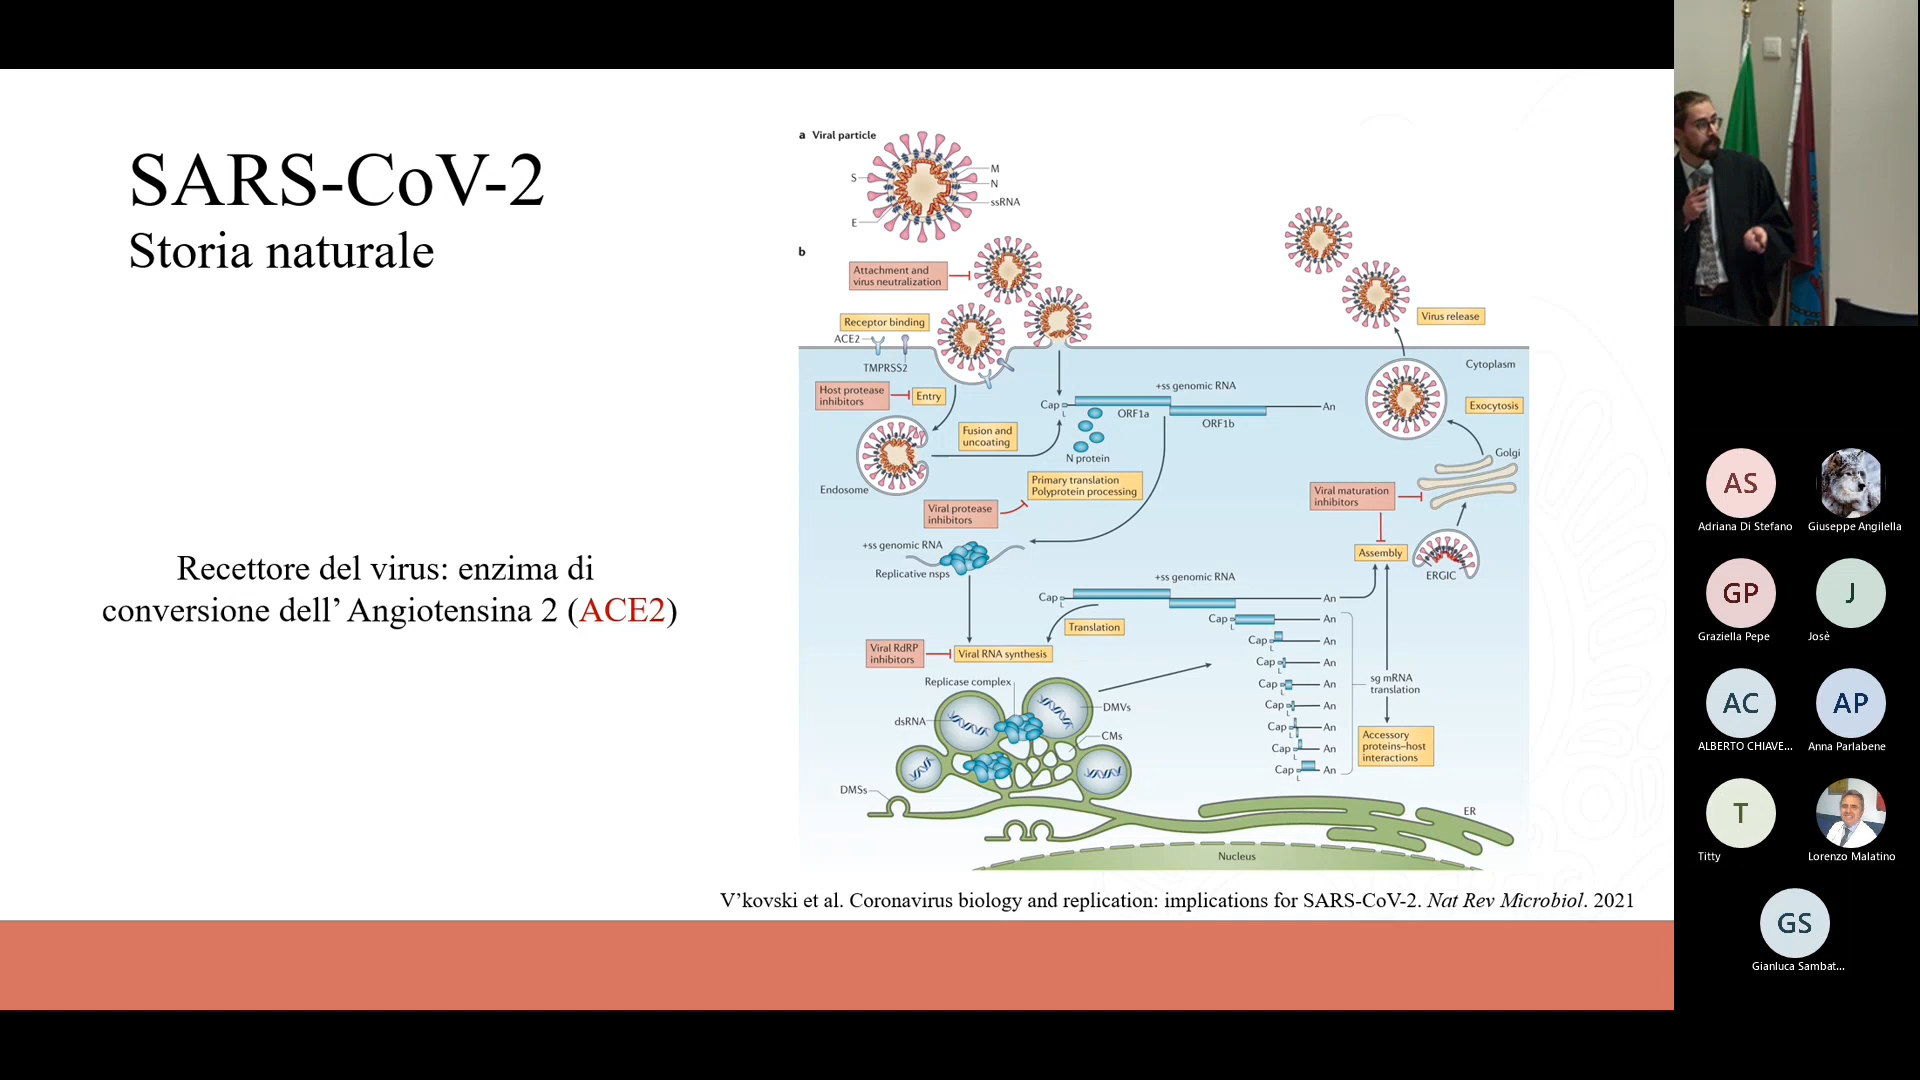 SARS-CoV-2
Storia naturale
Recettore del virus: enzima di
conversione dell'Angiotensina 2 (ACE2)
a Viral particle
S
M
N
ssRNA
E
b
Attachment and
virus neutralization
Receptor binding
ACE2
TMPRSS2
Host protease
inhibitors
Entry
Fusion and
uncoating
Endosome
Cap
L
+ss genomic RNA
ORF1a
ORF1b
An
N protein
Primary translation
Polyprotein processing
Viral protease
inhibitors
+ss genomic RNA
Replicative nsps
Virus release
Cytoplasm
Exocytosis
Golgi
Viral maturation
inhibitors
Assembly
ERGIC
+ss genomic RNA
Cap
L
An
Translation
Viral RdRP
inhibitors
Viral RNA synthesis
Cap
L
An
Cap
L
An
Cap
L
An
Cap
L
An
Cap
L
An
Cap
L
An
Cap
L
An
Cap
L
An
sg mRNA
translation
Accessory
proteins–host
interactions
Replicase complex
dsRNA
DMVs
CMs
DMSs
ER
Nucleus
V'kovski et al. Coronavirus biology and replication: implications for SARS-CoV-2. Nat Rev Microbiol. 2021
AS
Adriana Di Stefano
Giuseppe Angilella
GP
Graziella Pepe
J
Josè
AC
ALBERTO CHIAVE...
AP
Anna Parlabene
T
Titty
Lorenzo Malatino
GS
Gianluca Sambat...